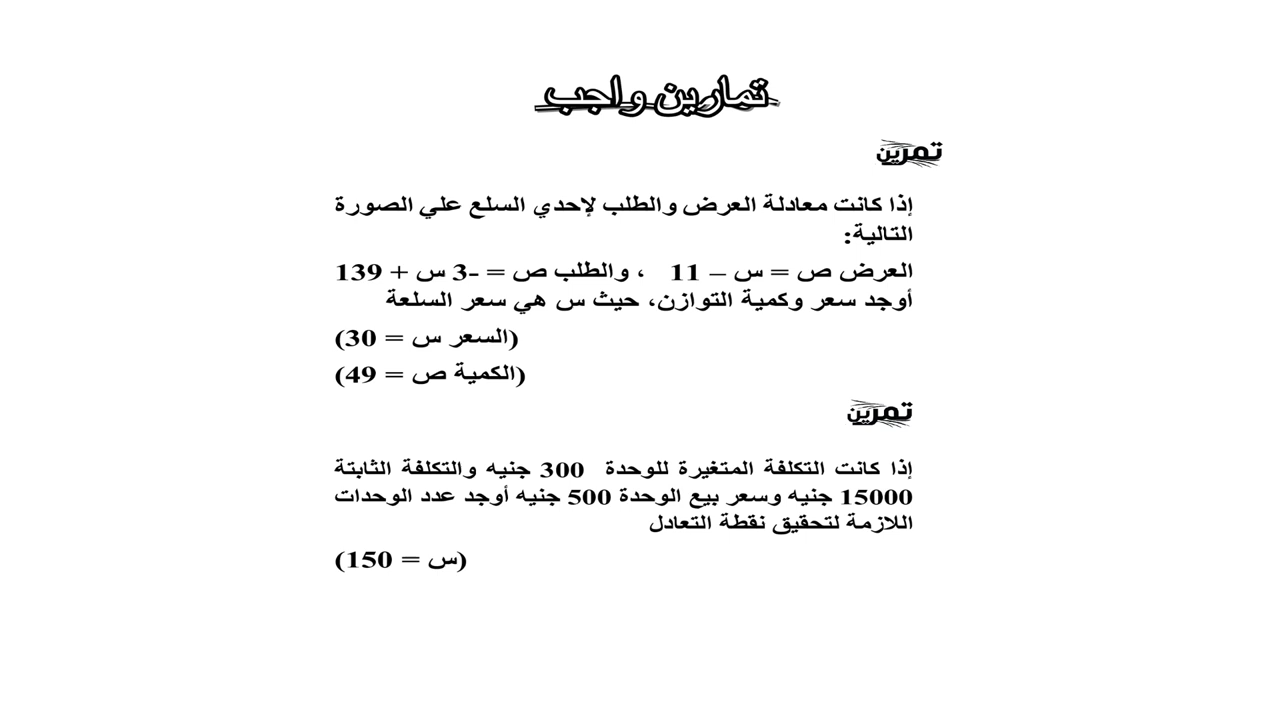 تمارين واجب
تمرين
إذا كانت معادلة العرض والطلب لإحدي السلع علي الصورة
التالية:
العرض ص = س – 11 ، والطلب ص = -3 س + 139
أوجد سعر وكمية التوازن، حيث س هي سعر السلعة
(السعر س = 30)
(الكمية ص = 49)
تمرين
إذا كانت التكلفة المتغيرة للوحدة 300 جنيه والتكلفة الثابتة
15000 جنيه وسعر بيع الوحدة 500 جنيه أوجد عدد الوحدات
اللازمة لتحقيق نقطة التعادل
(س = 150)